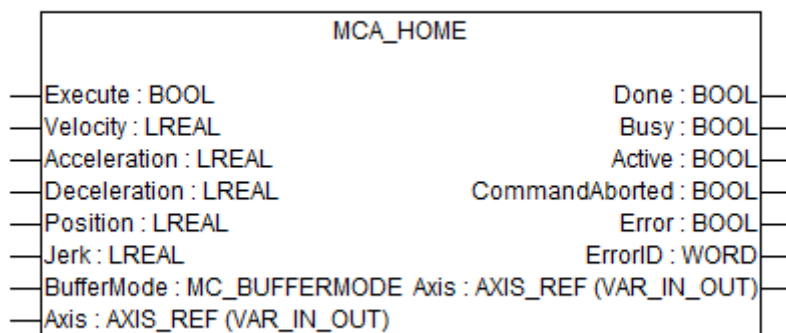 MCA_HOME
Execute : BOOL Done : BOOL
Velocity : LREAL Busy : BOOL
Acceleration : LREAL Active : BOOL
Deceleration : LREAL CommandAborted : BOOL
Position : LREAL Error : BOOL
Jerk : LREAL ErrorID : WORD
BufferMode : MC_BUFFERMODE Axis : AXIS_REF (VAR_IN_OUT)
Axis : AXIS_REF (VAR_IN_OUT)